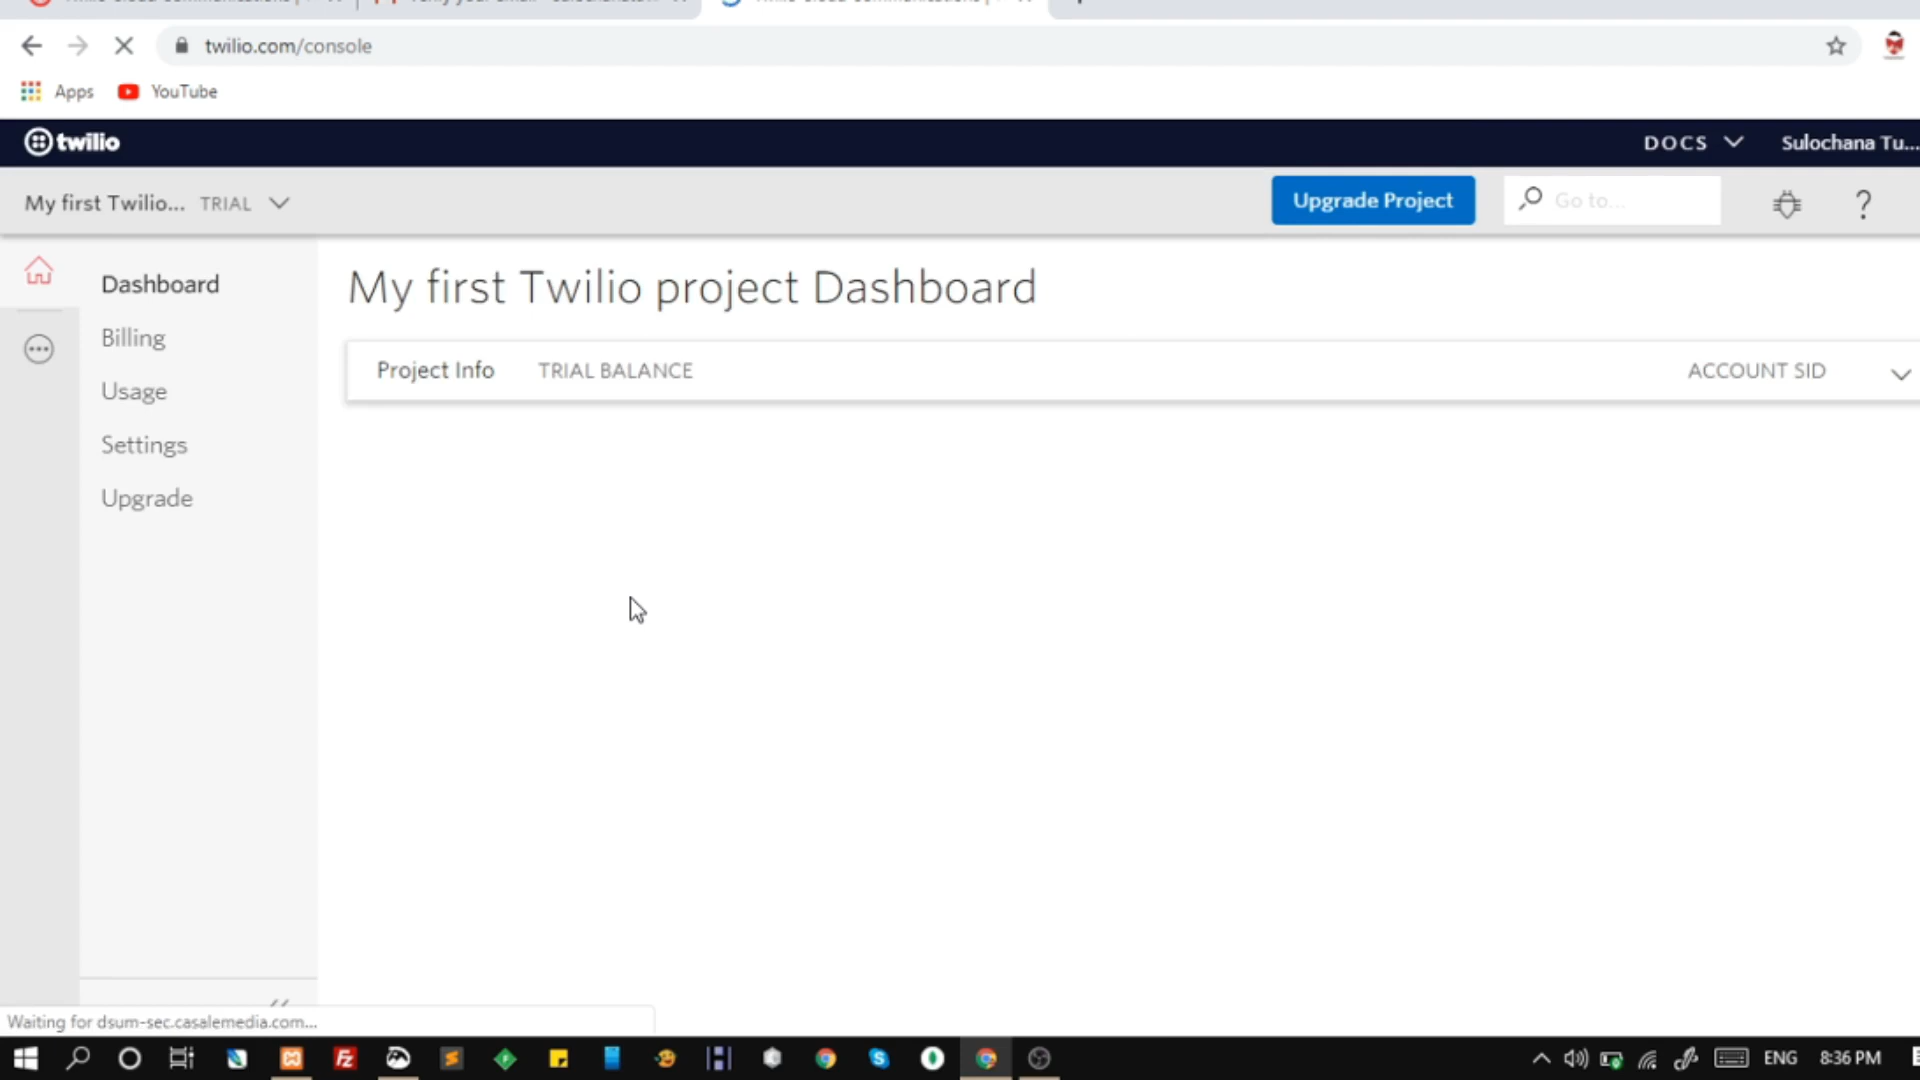 twilio.com/console
Apps
YouTube
twilio
DOCS
Sulochana Tu...
My first Twilio...
TRIAL
Upgrade Project
Go to...
?
Dashboard
Billing
Usage
Settings
Upgrade
My first Twilio project Dashboard
Project Info
TRIAL BALANCE
ACCOUNT SID
Waiting for dsum-sec.casalemedia.com...
ENG
8:36 PM